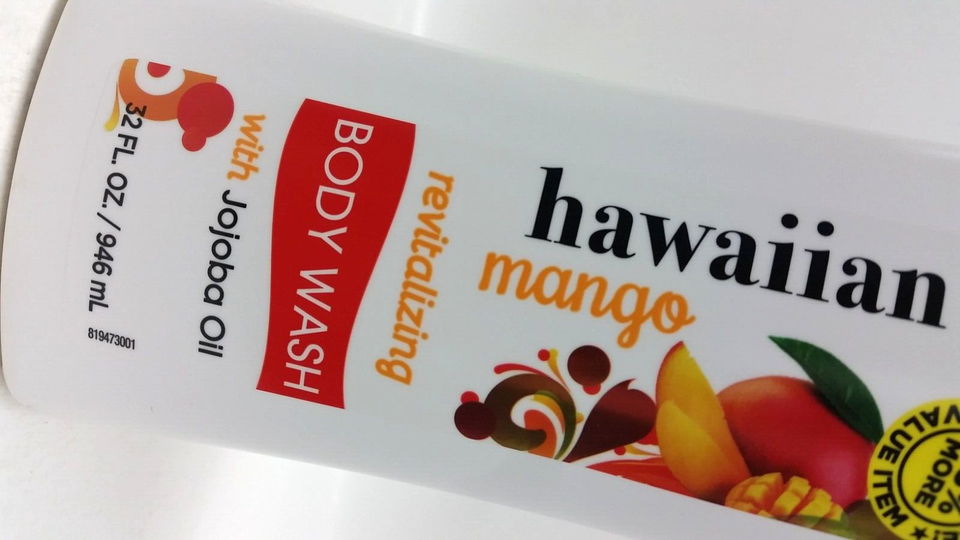 hawaiian
mango
revitalizing
BODY WASH
with Jojoba Oil
32 FL. OZ. / 946 mL
819473001
% MORE
VALUE ITEM